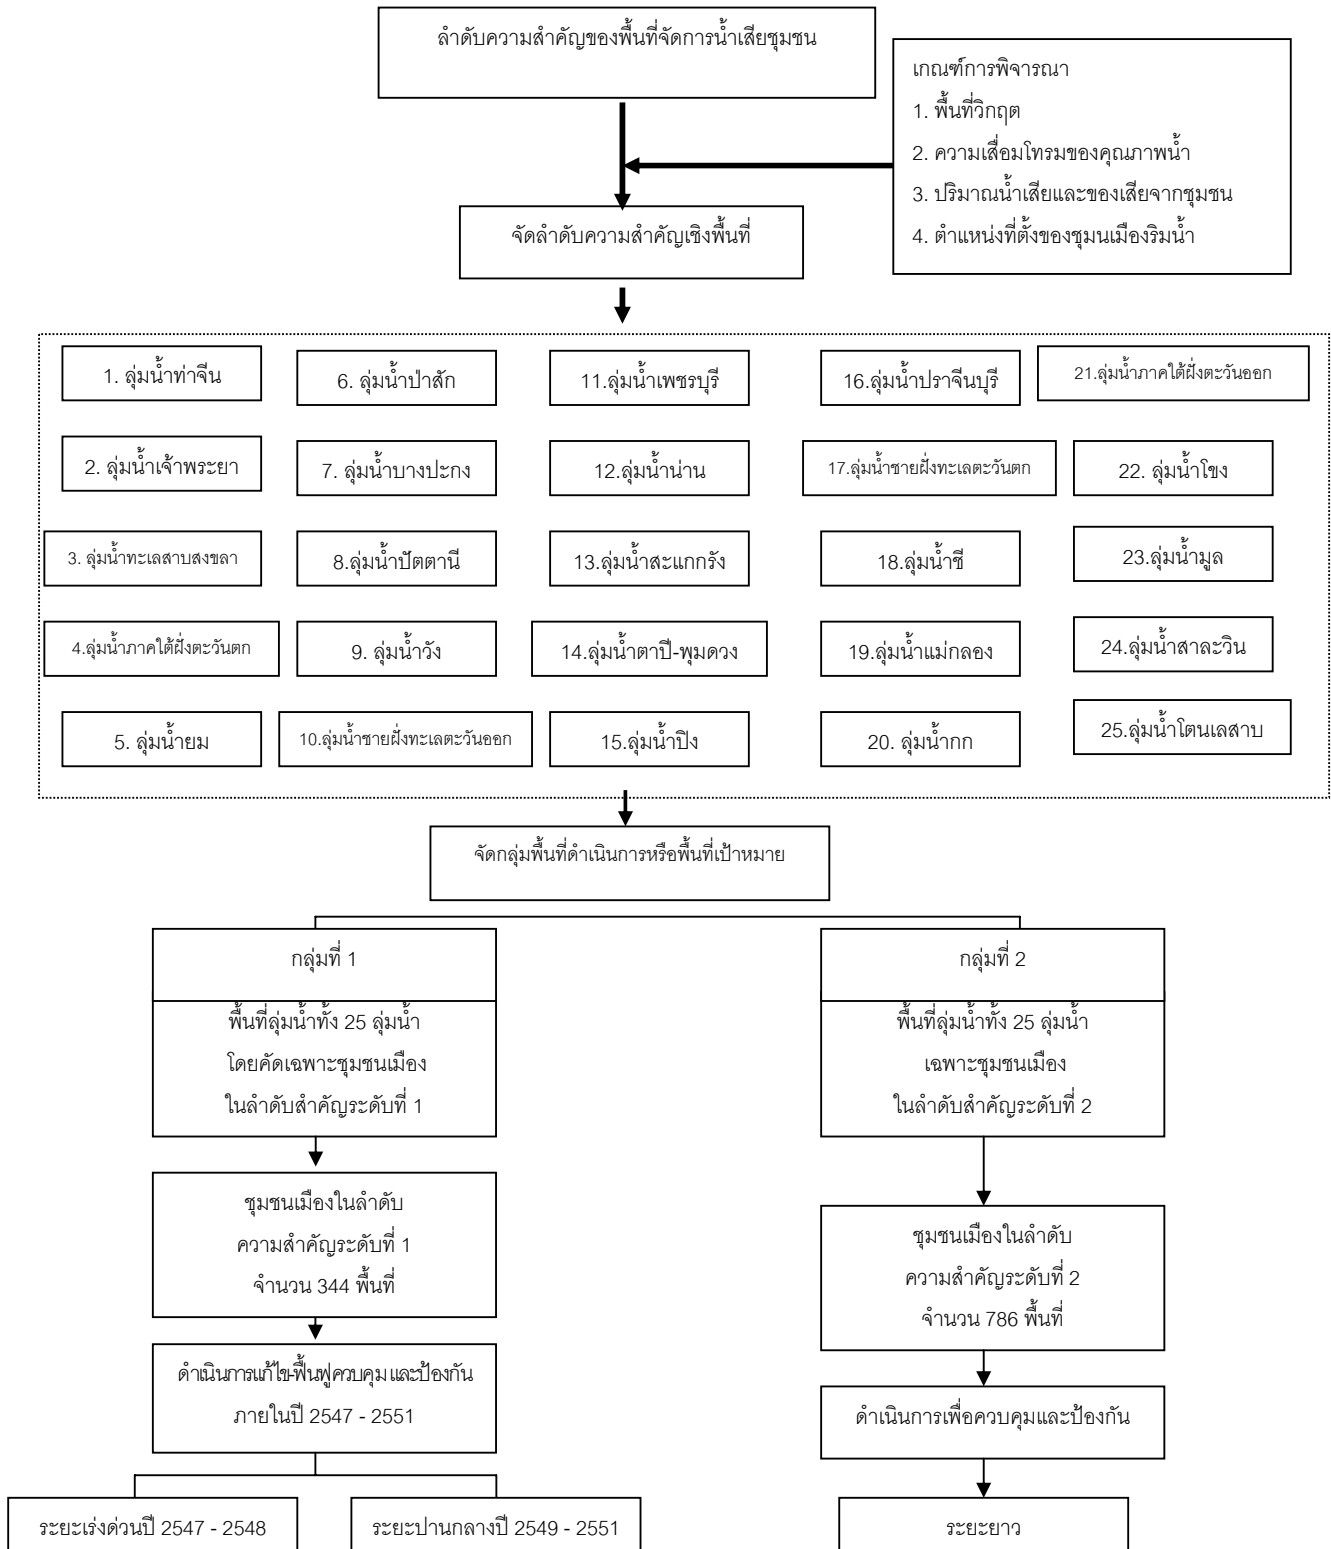 ลำดับความสำคัญของพื้นที่จัดการน้ำเสียชุมชน
เกณฑ์การพิจารณา
1. พื้นที่วิกฤต
2. ความเสื่อมโทรมของคุณภาพน้ำ
3. ปริมาณน้ำเสียและของเสียจากชุมชน
4. ตำแหน่งที่ตั้งของชุมนเมืองริมน้ำ
จัดลำดับความสำคัญเชิงพื้นที่
1. ลุ่มน้ำท่าจีน
2. ลุ่มน้ำเจ้าพระยา
3. ลุ่มน้ำทะเลสาบสงขลา
4.ลุ่มน้ำภาคใต้ฝั่งตะวันตก
5. ลุ่มน้ำยม
6. ลุ่มน้ำป่าสัก
7. ลุ่มน้ำบางปะกง
8.ลุ่มน้ำปัตตานี
9. ลุ่มน้ำวัง
10.ลุ่มน้ำชายฝั่งทะเลตะวันออก
11.ลุ่มน้ำเพชรบุรี
12.ลุ่มน้ำน่าน
13.ลุ่มน้ำสะแกกรัง
14.ลุ่มน้ำตาปี-พุมดวง
15.ลุ่มน้ำปิง
16.ลุ่มน้ำปราจีนบุรี
17.ลุ่มน้ำชายฝั่งทะเลตะวันตก
18.ลุ่มน้ำชี
19.ลุ่มน้ำแม่กลอง
20. ลุ่มน้ำกก
21.ลุ่มน้ำภาคใต้ฝั่งตะวันออก
22. ลุ่มน้ำโขง
23.ลุ่มน้ำมูล
24.ลุ่มน้ำสาละวิน
25.ลุ่มน้ำโตนเลสาบ
จัดกลุ่มพื้นที่ดำเนินการหรือพื้นที่เป้าหมาย
กลุ่มที่ 1
พื้นที่ลุ่มน้ำทั้ง 25 ลุ่มน้ำ
โดยคัดเฉพาะชุมชนเมือง
ในลำดับสำคัญระดับที่ 1
ชุมชนเมืองในลำดับ
ความสำคัญระดับที่ 1
จำนวน 344 พื้นที่
ดำเนินการแก้ไข-ฟื้นฟูควบคุม และป้องกัน
ภายในปี 2547 - 2551
ระยะเร่งด่วนปี 2547 - 2548
ระยะปานกลางปี 2549 - 2551
กลุ่มที่ 2
พื้นที่ลุ่มน้ำทั้ง 25 ลุ่มน้ำ
เฉพาะชุมชนเมือง
ในลำดับสำคัญระดับที่ 2
ชุมชนเมืองในลำดับ
ความสำคัญระดับที่ 2
จำนวน 786 พื้นที่
ดำเนินการเพื่อควบคุมและป้องกัน
ระยะยาว